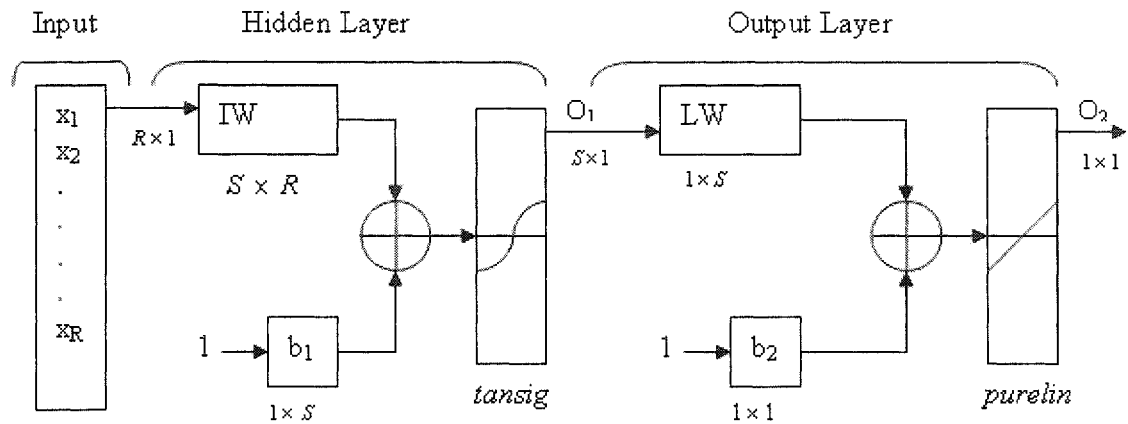 Input
Hidden Layer
Output Layer
x₁
x₂
.
.
.
.
x_R
R×1
IW
S × R
1
b₁
1× S
tansig
O₁
S×1
LW
1× S
1
b₂
1×1
purelin
O₂
1×1